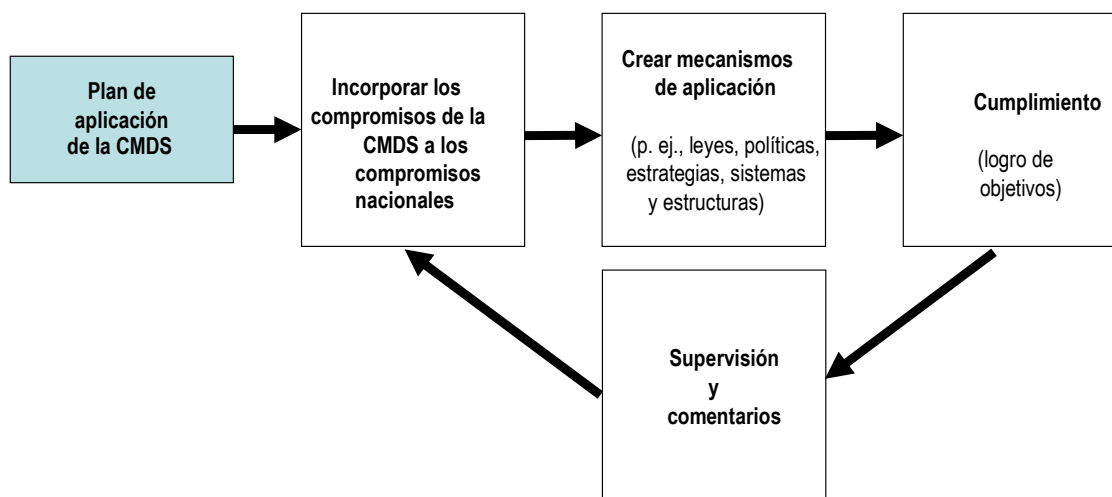 Plan de
aplicación
de la CMDS
Incorporar los
compromisos de la
CMDS a los
compromisos
nacionales
Crear mecanismos
de aplicación
(p. ej., leyes, políticas,
estrategias, sistemas
y estructuras)
Cumplimiento
(logro de
objetivos)
Supervisión
y
comentarios